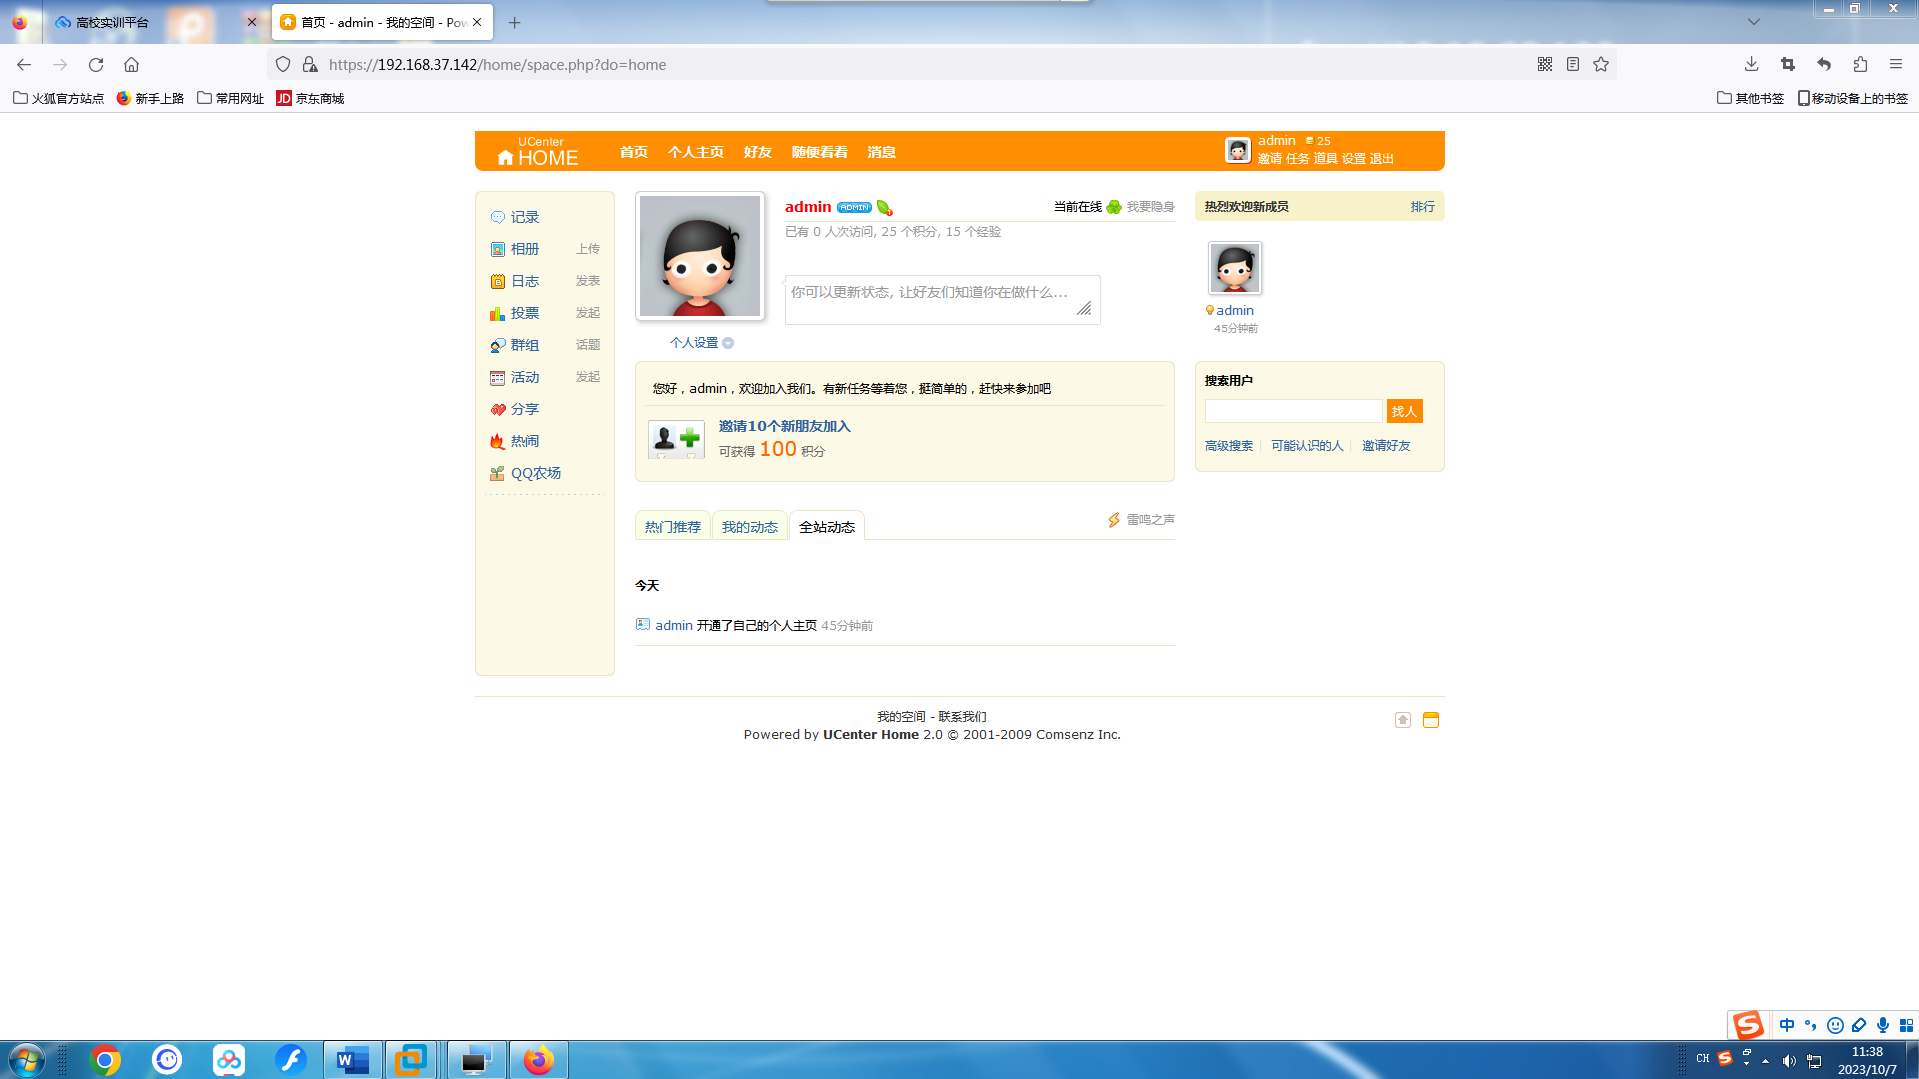 高校实训平台
首页 - admin - 我的空间 - Pow
https://192.168.37.142/home/space.php?do=home
火狐官方站点 新手上路 常用网址 JD 京东商城 其他书签 移动设备上的书签
UCenter
HOME
首页 个人主页 好友 随便看看 消息
admin 25
邀请 任务 道具 设置 退出
记录
相册 上传
日志 发表
投票 发起
群组 话题
活动 发起
分享
热闹
QQ农场
admin ADMIN 当前在线 我要隐身
已有 0 人次访问, 25 个积分, 15 个经验
你可以更新状态, 让好友们知道你在做什么...
个人设置
您好，admin，欢迎加入我们。有新任务等着您，挺简单的，赶快来参加吧
邀请10个新朋友加入
可获得 100 积分
热门推荐 我的动态 全站动态 雷鸣之声
今天
admin 开通了自己的个人主页 45分钟前
热烈欢迎新成员 排行
admin
45分钟前
搜索用户
找人
高级搜索 可能认识的人 邀请好友
我的空间 - 联系我们
Powered by UCenter Home 2.0 © 2001-2009 Comsenz Inc.
S 中
W
CH S
11:38
2023/10/7